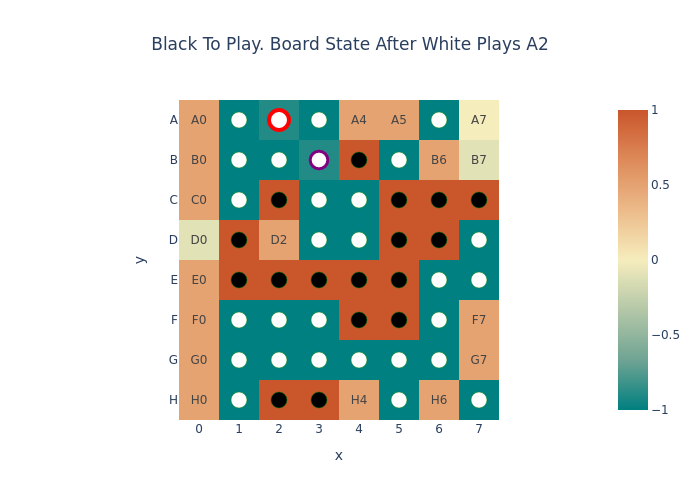 Black To Play. Board State After White Plays A2
A A0 A4 A5 A7
B B0 B6 B7
C C0
D D0 D2
E E0
F F0 F7
G G0 G7
H H0 H4 H6
0 1 2 3 4 5 6 7
x
y
1
0.5
0
−0.5
−1